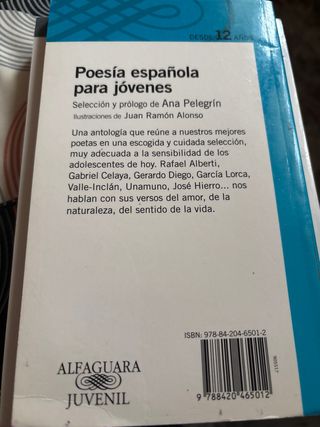 DESDE 12 AÑOS
Poesía española
para jóvenes
Selección y prólogo de Ana Pelegrín
Ilustraciones de Juan Ramón Alonso
Una antología que reúne a nuestros mejores
poetas en una escogida y cuidada selección,
muy adecuada a la sensibilidad de los
adolescentes de hoy. Rafael Alberti,
Gabriel Celaya, Gerardo Diego, García Lorca,
Valle-Inclán, Unamuno, José Hierro... nos
hablan con sus versos del amor, de la
naturaleza, del sentido de la vida.
ISBN: 978-84-204-6501-2
9 788420 465012
ALFAGUARA
JUVENIL